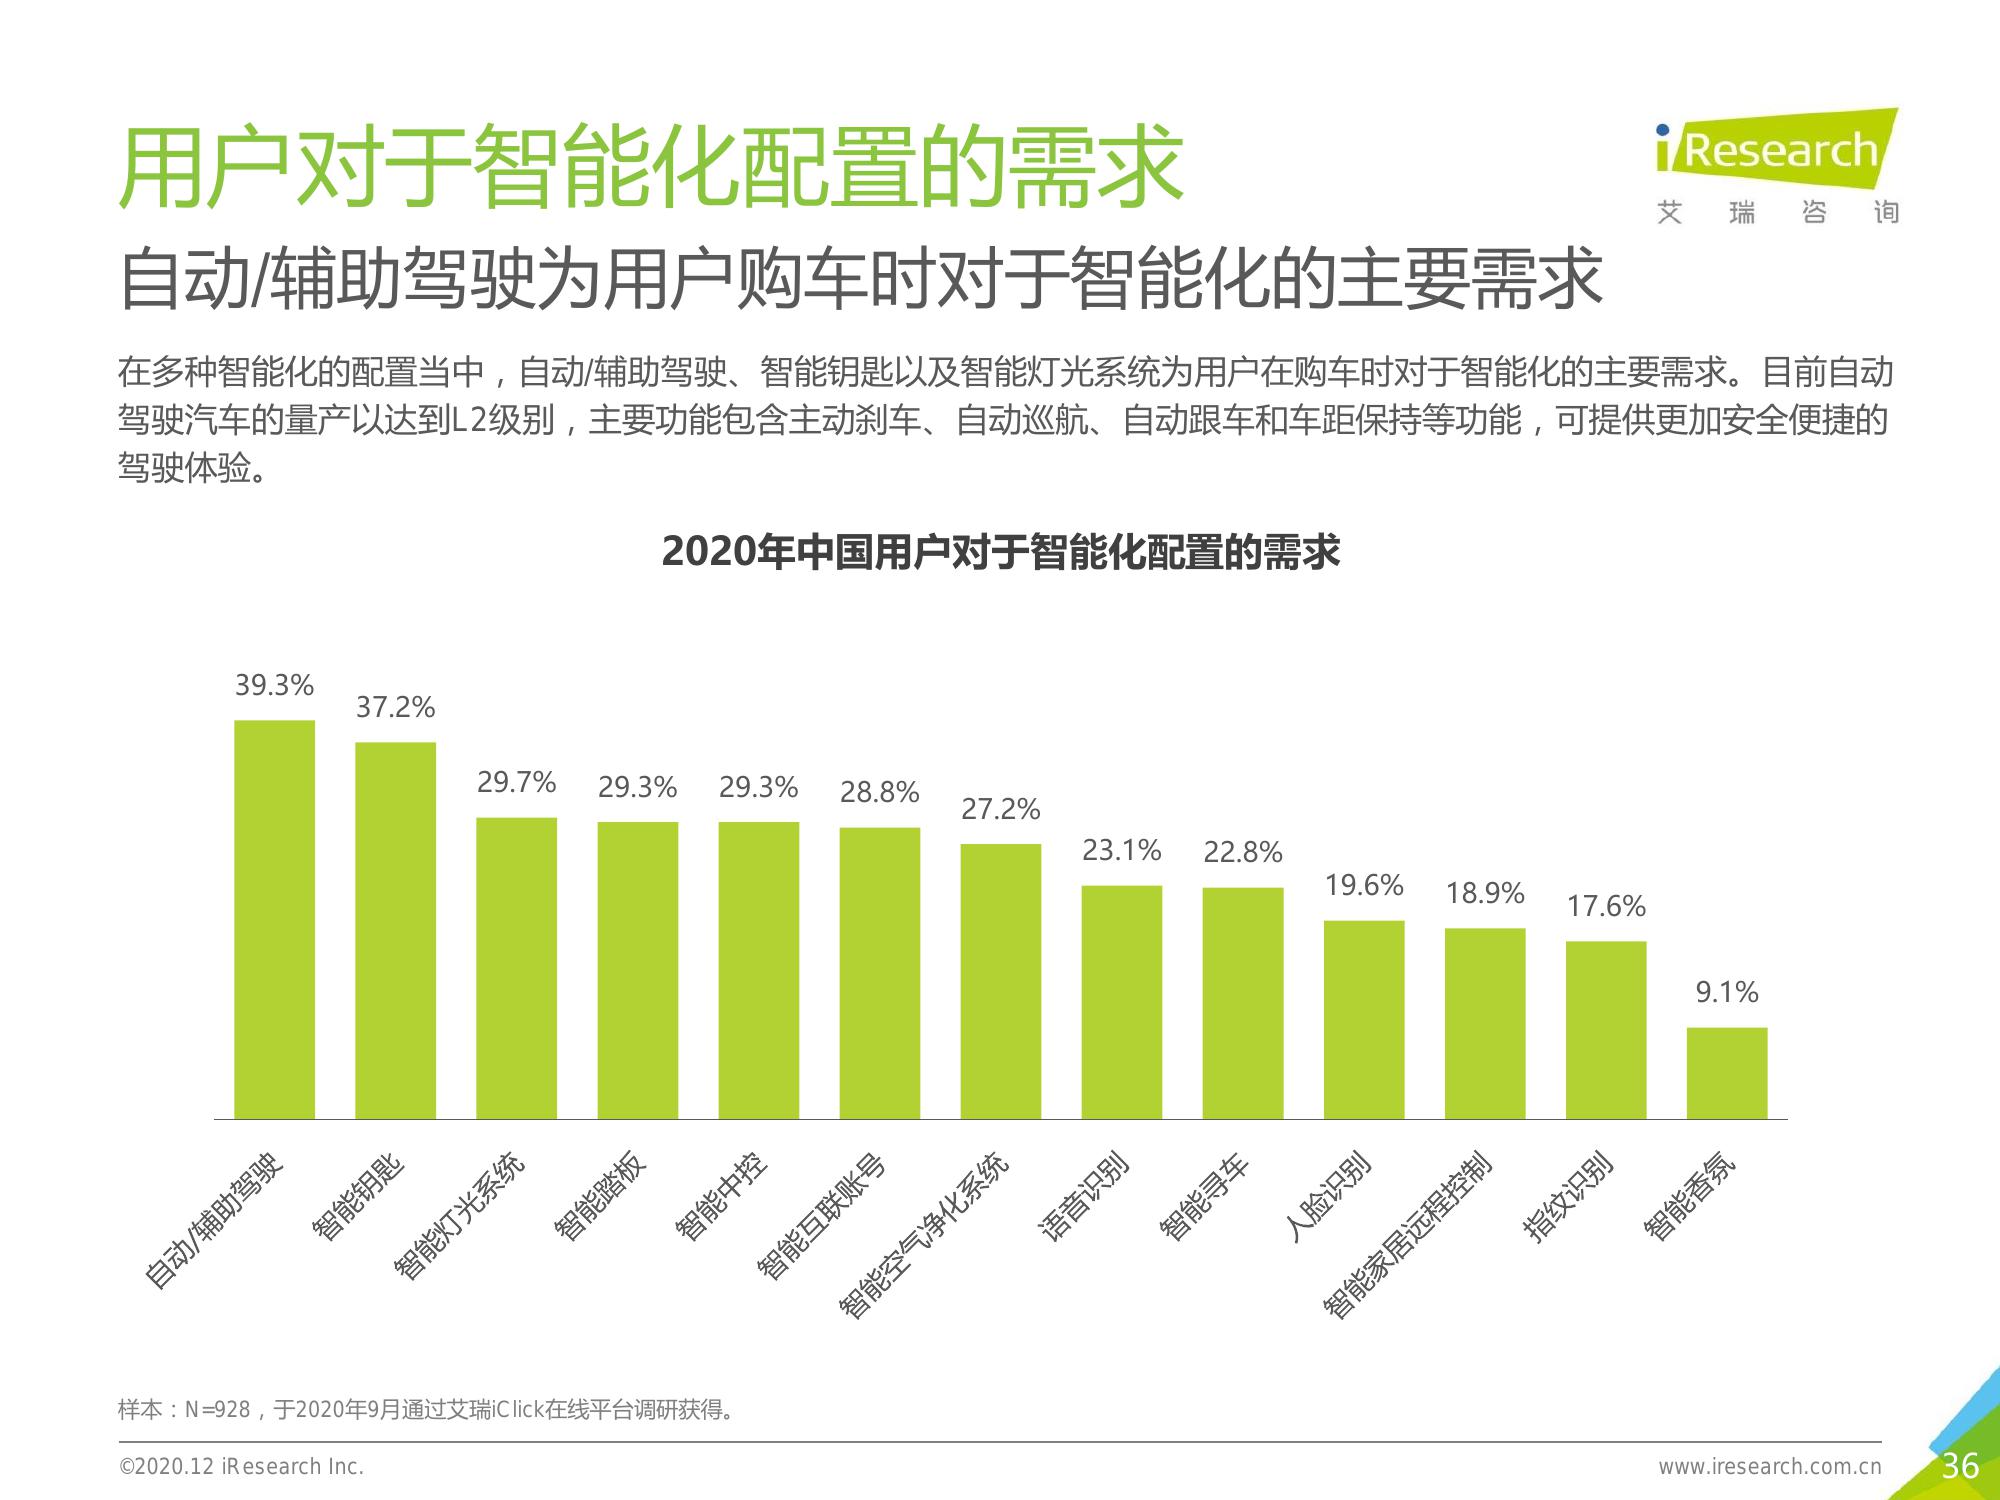 用户对于智能化配置的需求
iResearch
艾瑞咨询
自动/辅助驾驶为用户购车时对于智能化的主要需求
在多种智能化的配置当中，自动/辅助驾驶、智能钥匙以及智能灯光系统为用户在购车时对于智能化的主要需求。目前自动
驾驶汽车的量产以达到L2级别，主要功能包含主动刹车、自动巡航、自动跟车和车距保持等功能，可提供更加安全便捷的
驾驶体验。
2020年中国用户对于智能化配置的需求
39.3%
37.2%
29.7%
29.3%
29.3%
28.8%
27.2%
23.1%
22.8%
19.6%
18.9%
17.6%
9.1%
自动/辅助驾驶
智能钥匙
智能灯光系统
智能踏板
智能中控
智能互联账号
智能空气净化系统
语音识别
智能寻车
人脸识别
智能家居远程控制
指纹识别
智能香氛
样本：N=928，于2020年9月通过艾瑞iClick在线平台调研获得。
©2020.12 iResearch Inc.
www.iresearch.com.cn
36